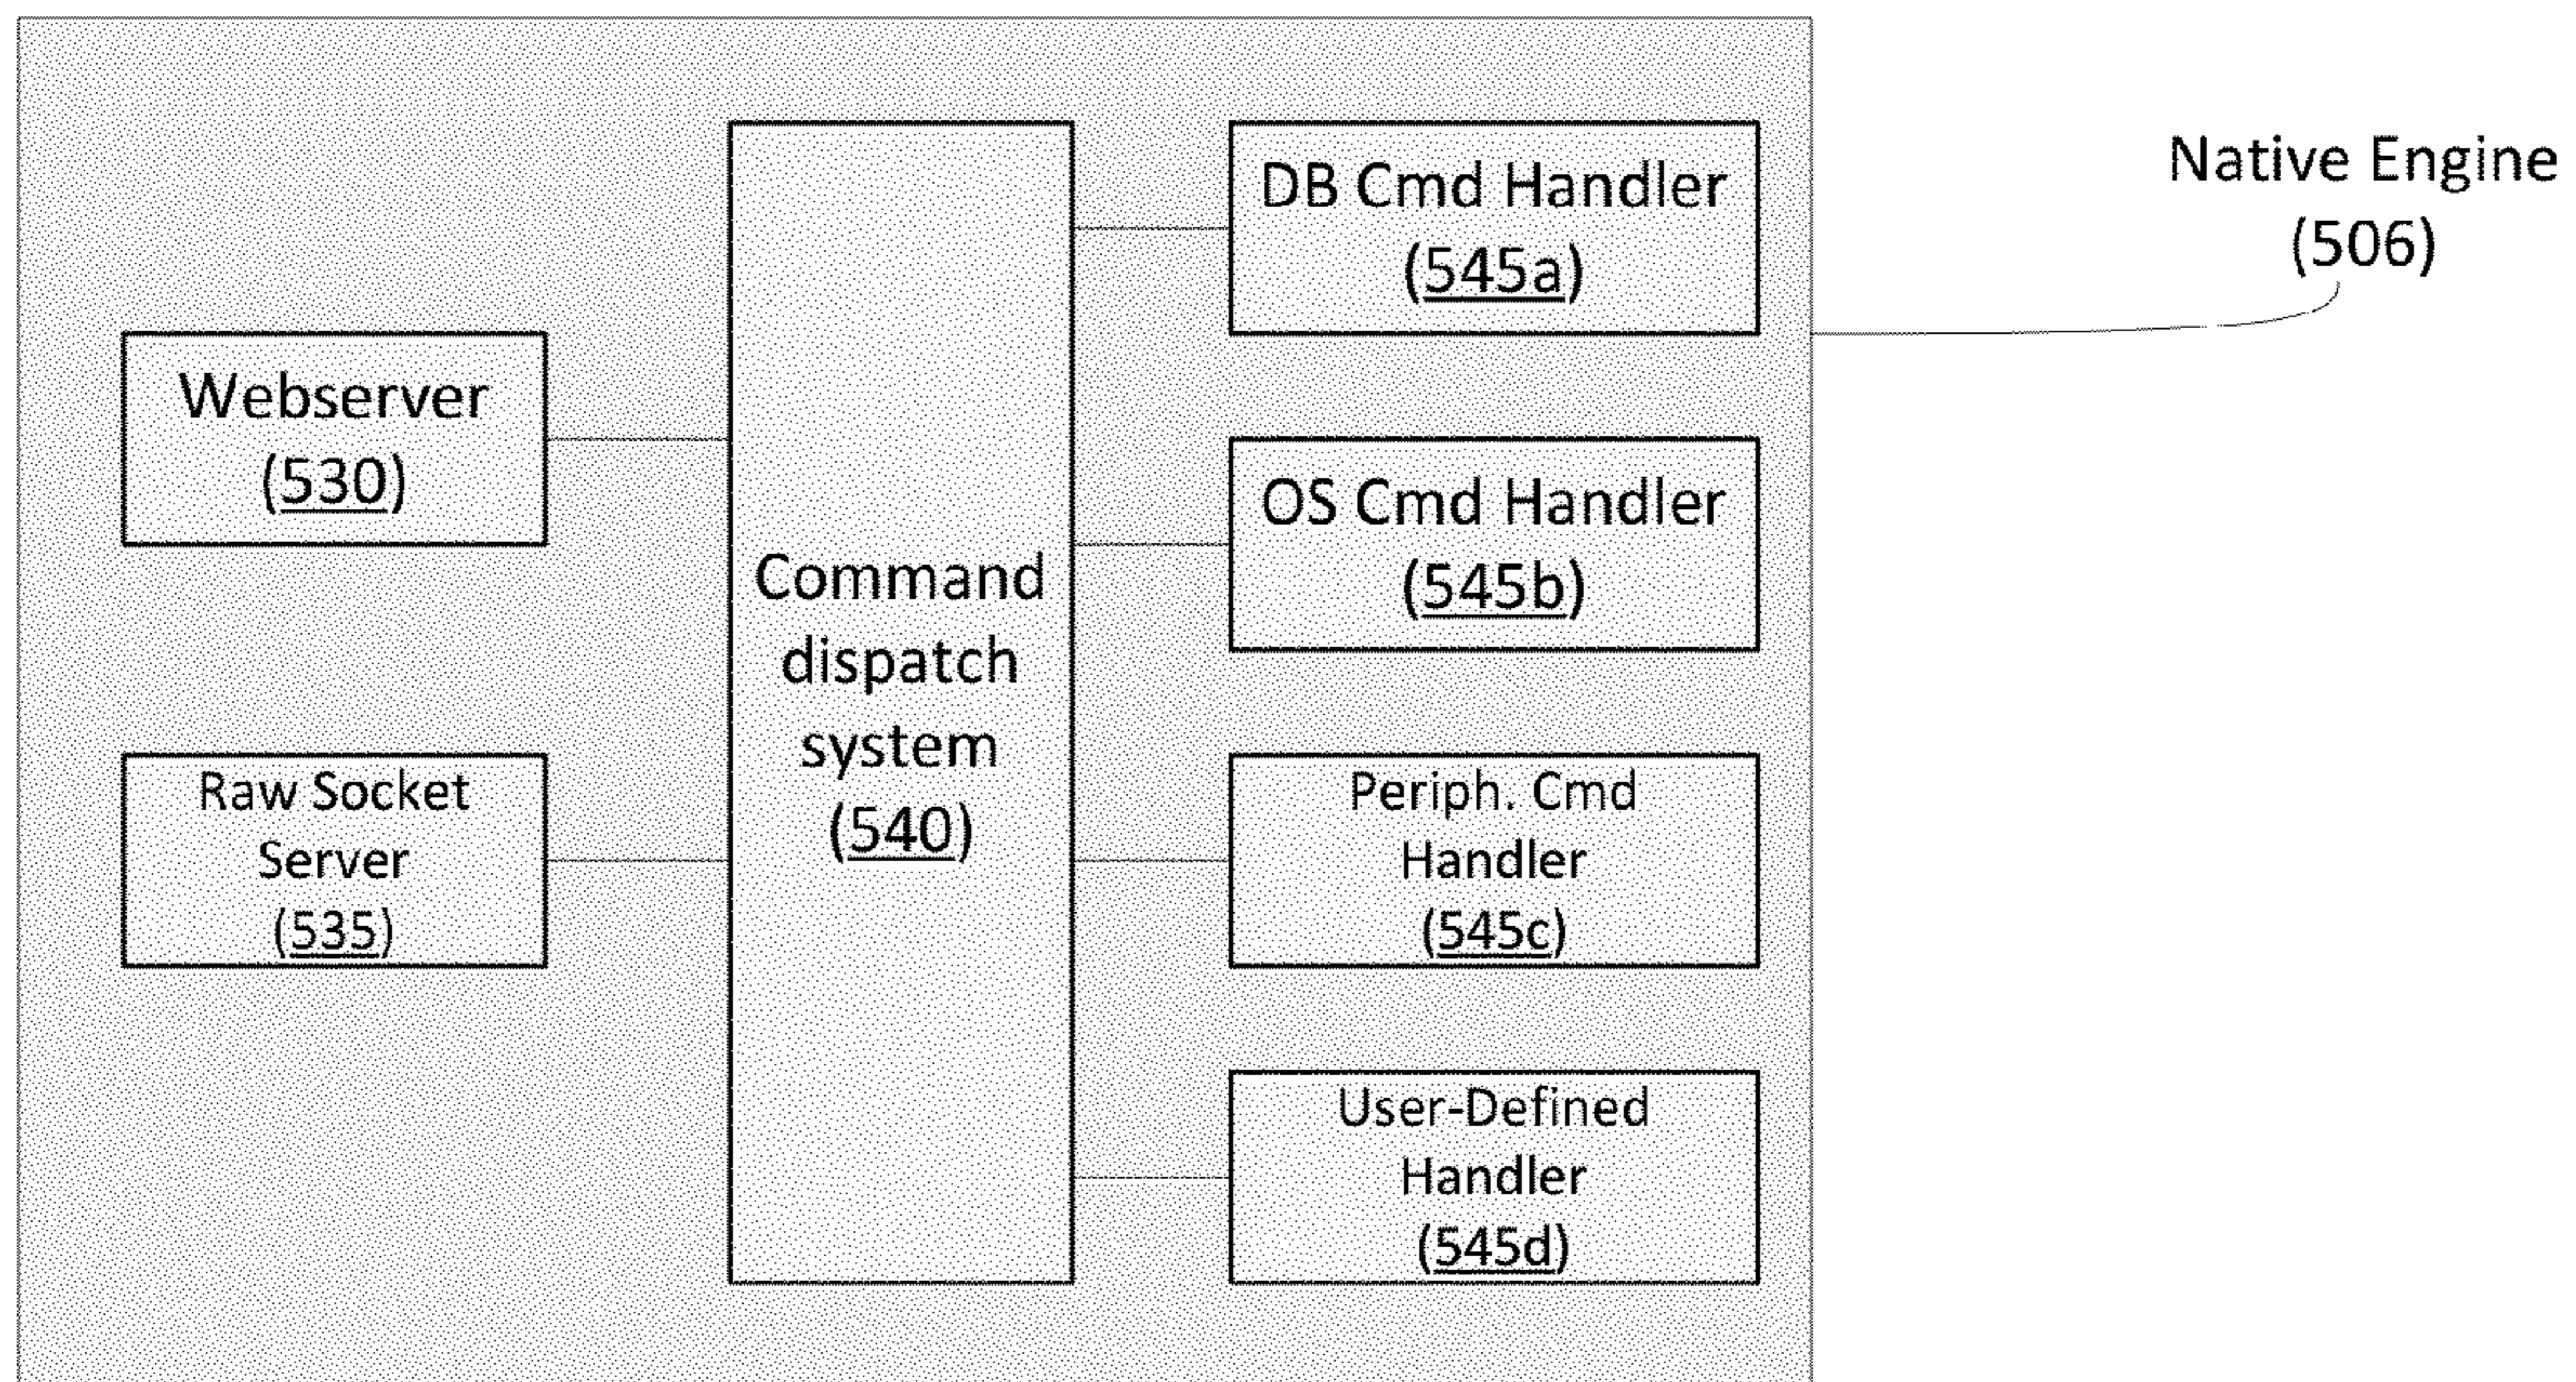 Webserver
(530)
Raw Socket
Server
(535)
Command
dispatch
system
(540)
DB Cmd Handler
(545a)
OS Cmd Handler
(545b)
Periph. Cmd
Handler
(545c)
User-Defined
Handler
(545d)
Native Engine
(506)